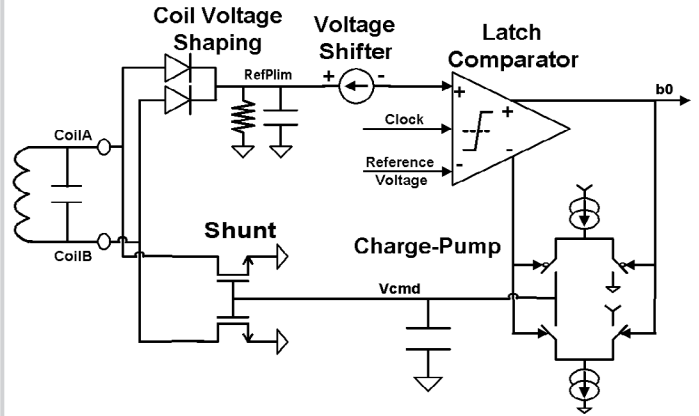 Coil Voltage
Shaping
Voltage
Shifter
Latch
Comparator
RefPlim
+
-
b0
+
+
Clock
CoilA
Reference
Voltage
-
-
CoilB
Shunt
Charge-Pump
Vcmd